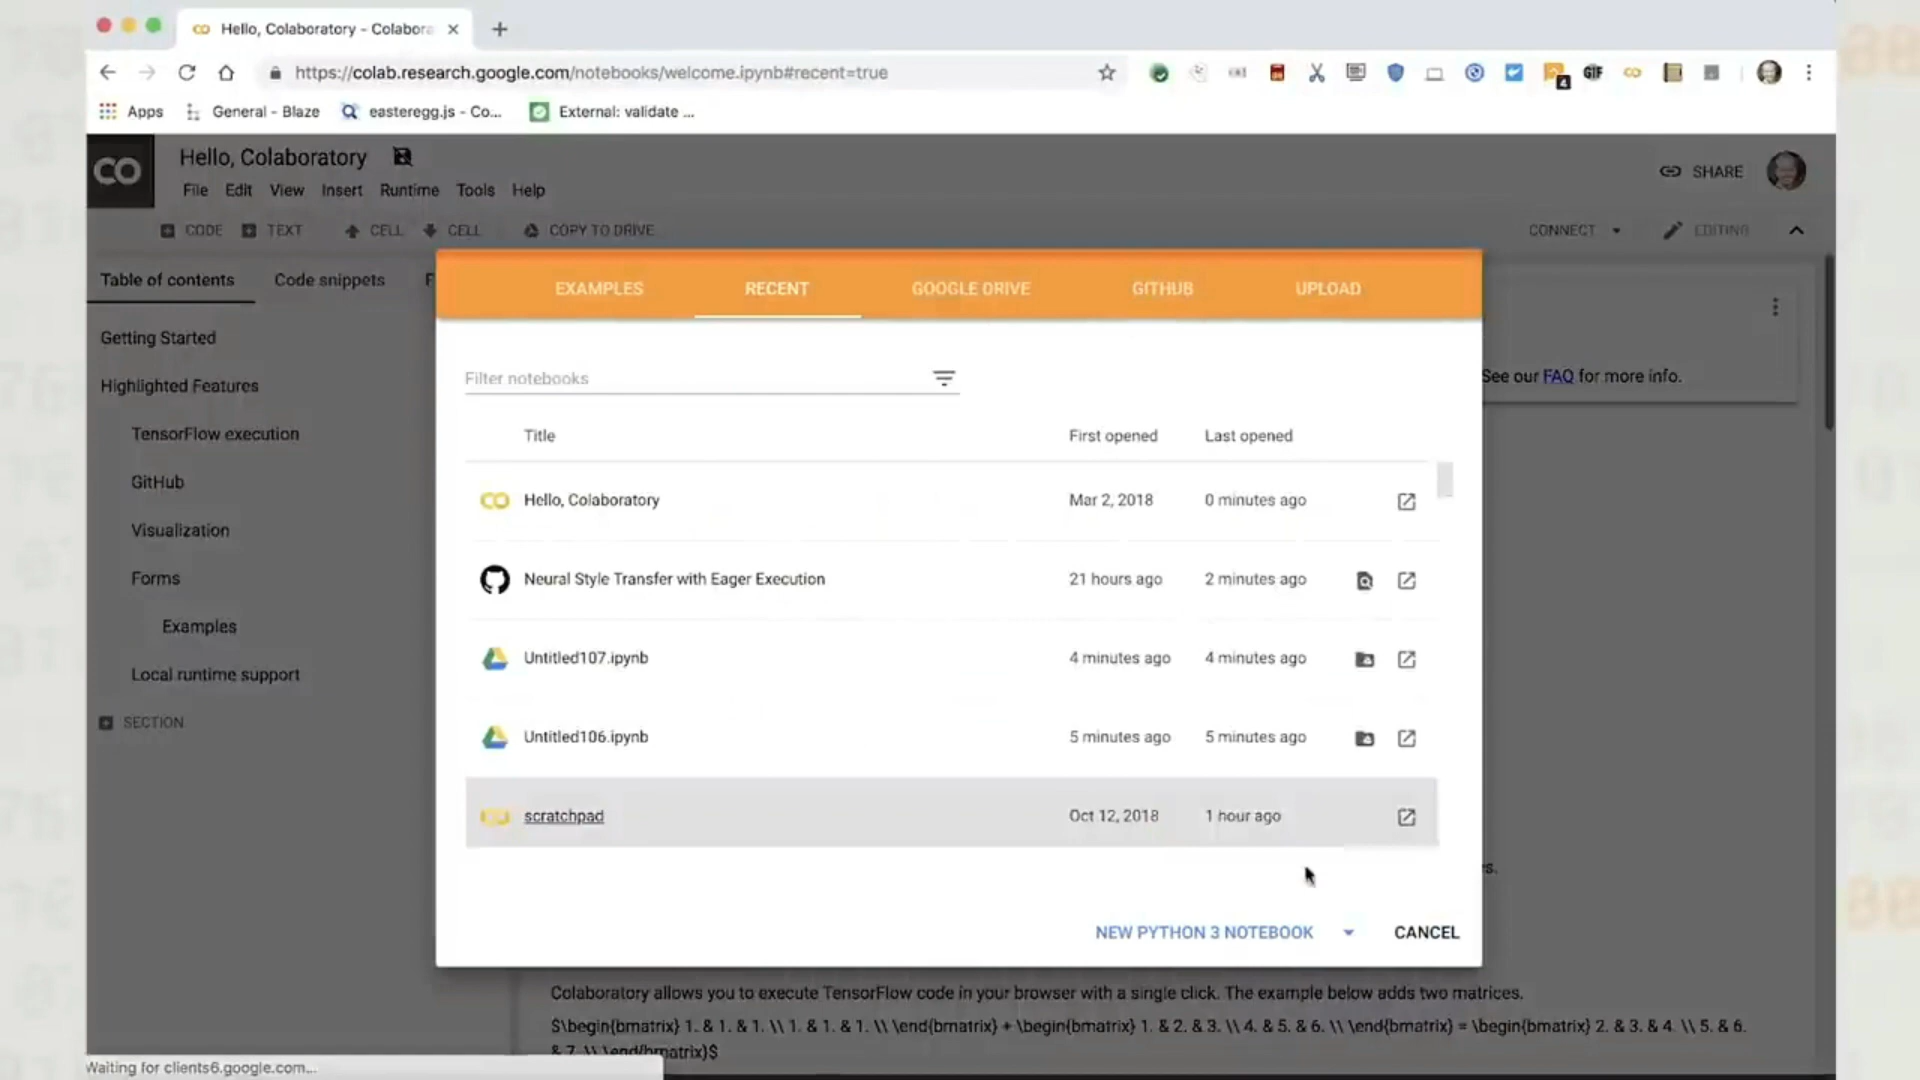 Hello, Colaboratory - Colabora
https://colab.research.google.com/notebooks/welcome.ipynb#recent=true
4
GIF
Apps
General - Blaze
easteregg.js - Co...
External: validate ...
CO
Hello, Colaboratory
SHARE
File Edit View Insert Runtime Tools Help
CODE TEXT CELL CELL COPY TO DRIVE
CONNECT EDITING
Table of contents Code snippets F
EXAMPLES RECENT GOOGLE DRIVE GITHUB UPLOAD
Getting Started
Highlighted Features
TensorFlow execution
GitHub
Visualization
Forms
Examples
Local runtime support
SECTION
See our FAQ for more info.
Filter notebooks
Title First opened Last opened
Hello, Colaboratory Mar 2, 2018 0 minutes ago
Neural Style Transfer with Eager Execution 21 hours ago 2 minutes ago
Untitled107.ipynb 4 minutes ago 4 minutes ago
Untitled106.ipynb 5 minutes ago 5 minutes ago
scratchpad Oct 12, 2018 1 hour ago
NEW PYTHON 3 NOTEBOOK CANCEL
Colaboratory allows you to execute TensorFlow code in your browser with a single click. The example below adds two matrices.
$\begin{bmatrix} 1. & 1. & 1. \\ 1. & 1. & 1. \\ \end{bmatrix} + \begin{bmatrix} 1. & 2. & 3. \\ 4. & 5. & 6. \\ \end{bmatrix} = \begin{bmatrix} 2. & 3. & 4. \\ 5. & 6.
& 7. \\ \end{bmatrix}$
Waiting for clients6.google.com...